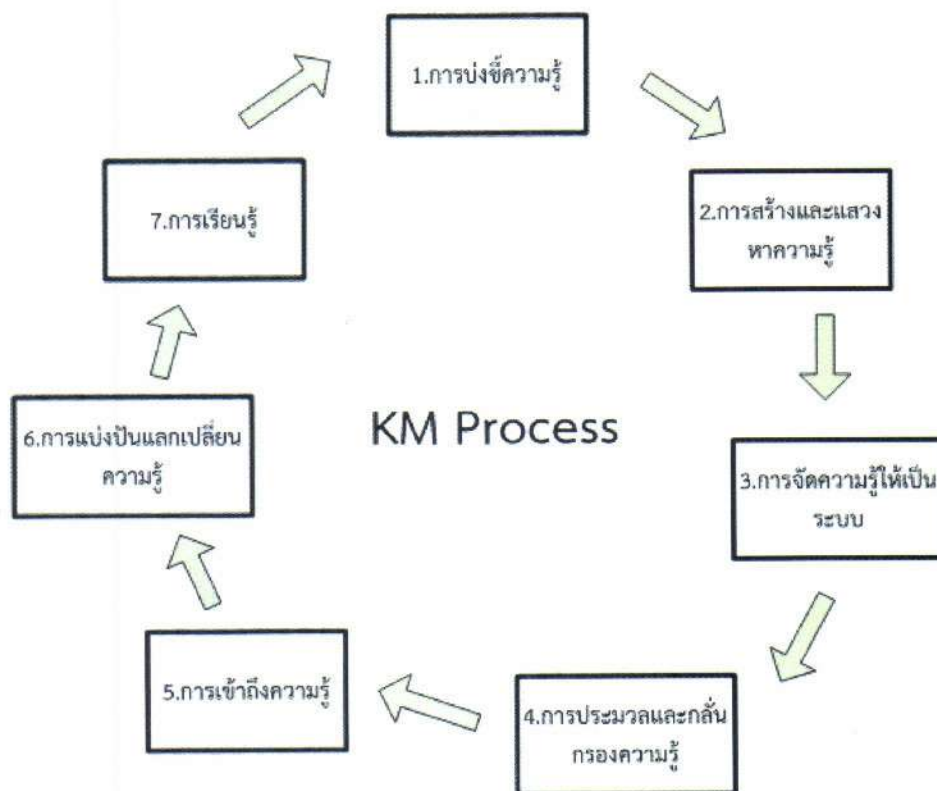 1.การบ่งชี้ความรู้
2.การสร้างและแสวง
หาความรู้
3.การจัดความรู้ให้เป็น
ระบบ
4.การประมวลและกลั่น
กรองความรู้
5.การเข้าถึงความรู้
6.การแบ่งปันแลกเปลี่ยน
ความรู้
7.การเรียนรู้
KM Process